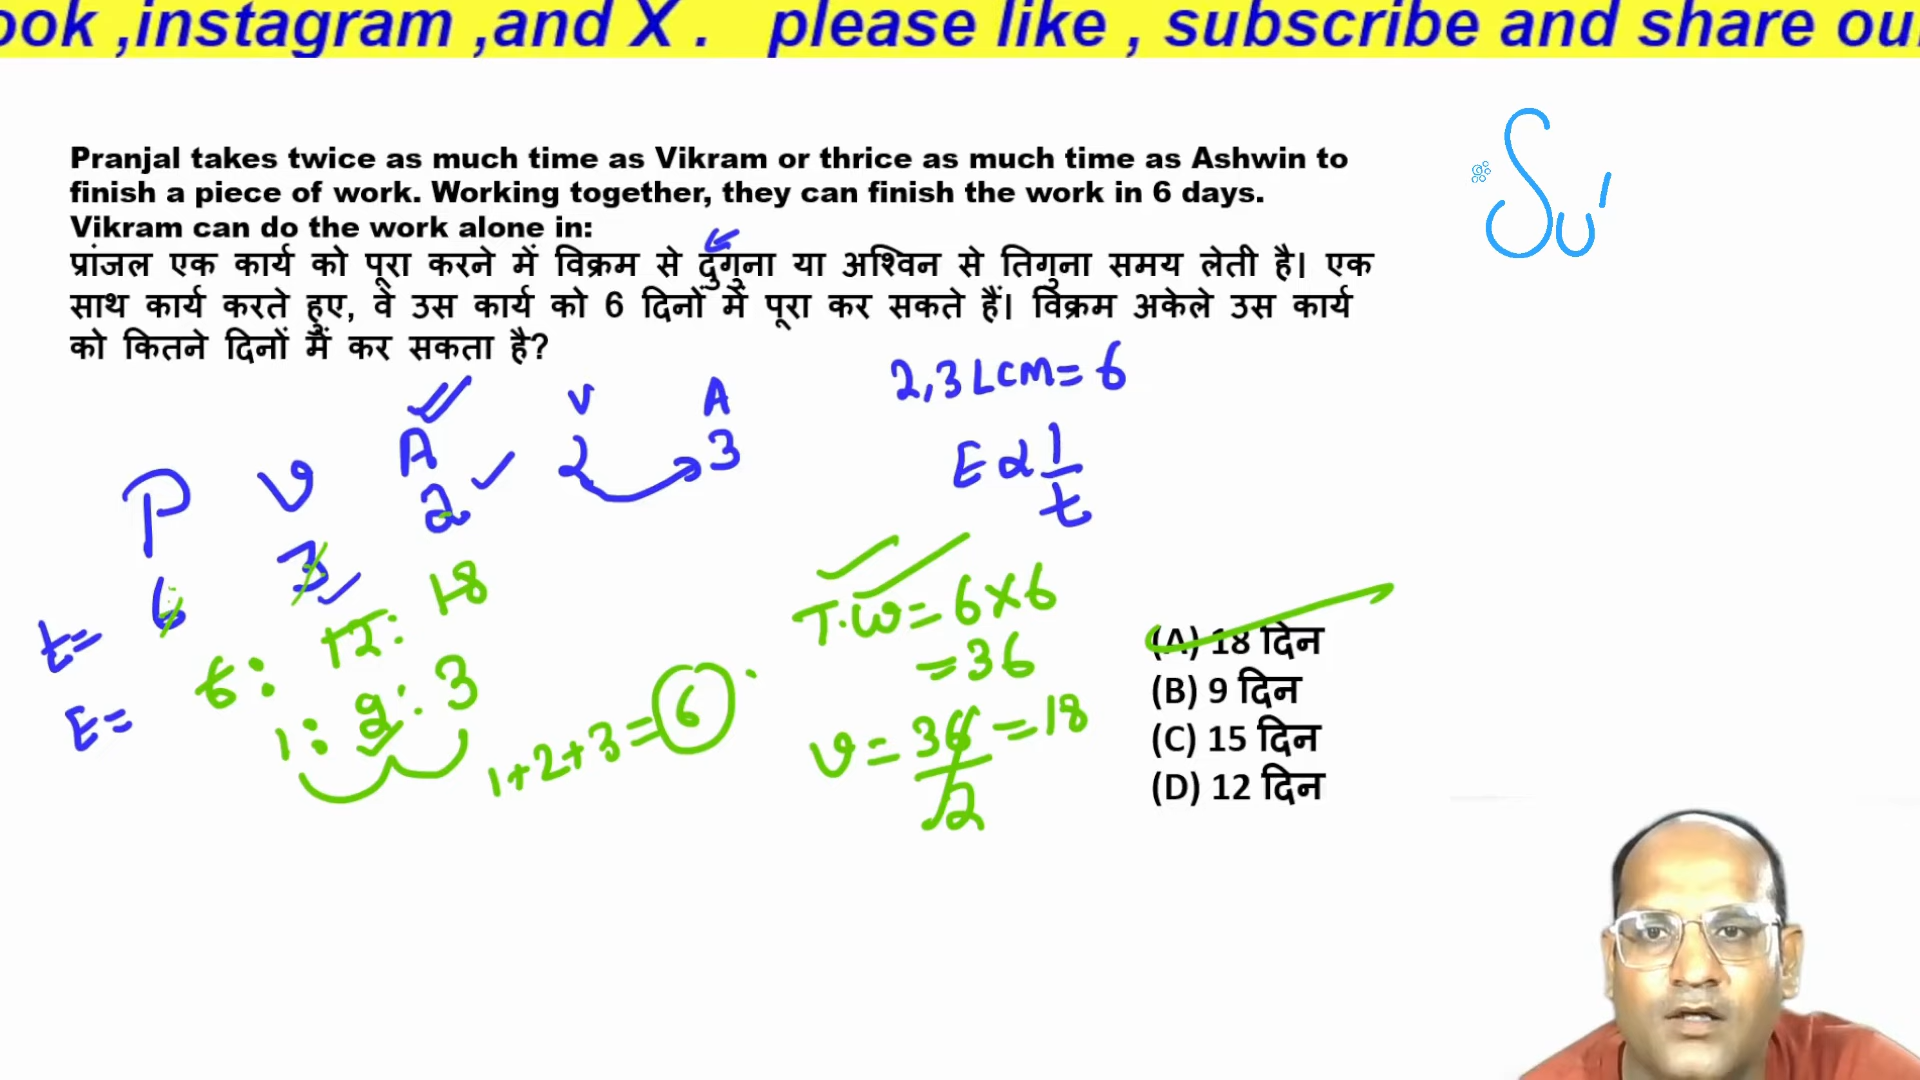 ook ,instagram ,and X . please like , subscribe and share ou
Pranjal takes twice as much time as Vikram or thrice as much time as Ashwin to
finish a piece of work. Working together, they can finish the work in 6 days.
Vikram can do the work alone in:
प्रांजल एक कार्य को पूरा करने में विक्रम से दुगुना या अश्विन से तिगुना समय लेती है। एक
साथ कार्य करते हुए, वे उस कार्य को 6 दिनों में पूरा कर सकते हैं। विक्रम अकेले उस कार्य
को कितने दिनों मैं कर सकता है?
Su
2,3 LCM = 6
V A
2 3
E α 1/t
P V A
t = 6 3 2
6 : 12 : 18
E = 1 : 2 : 3
1+2+3 = 6
T.W = 6×6
= 36
V = 36/2 = 18
(A) 18 दिन
(B) 9 दिन
(C) 15 दिन
(D) 12 दिन